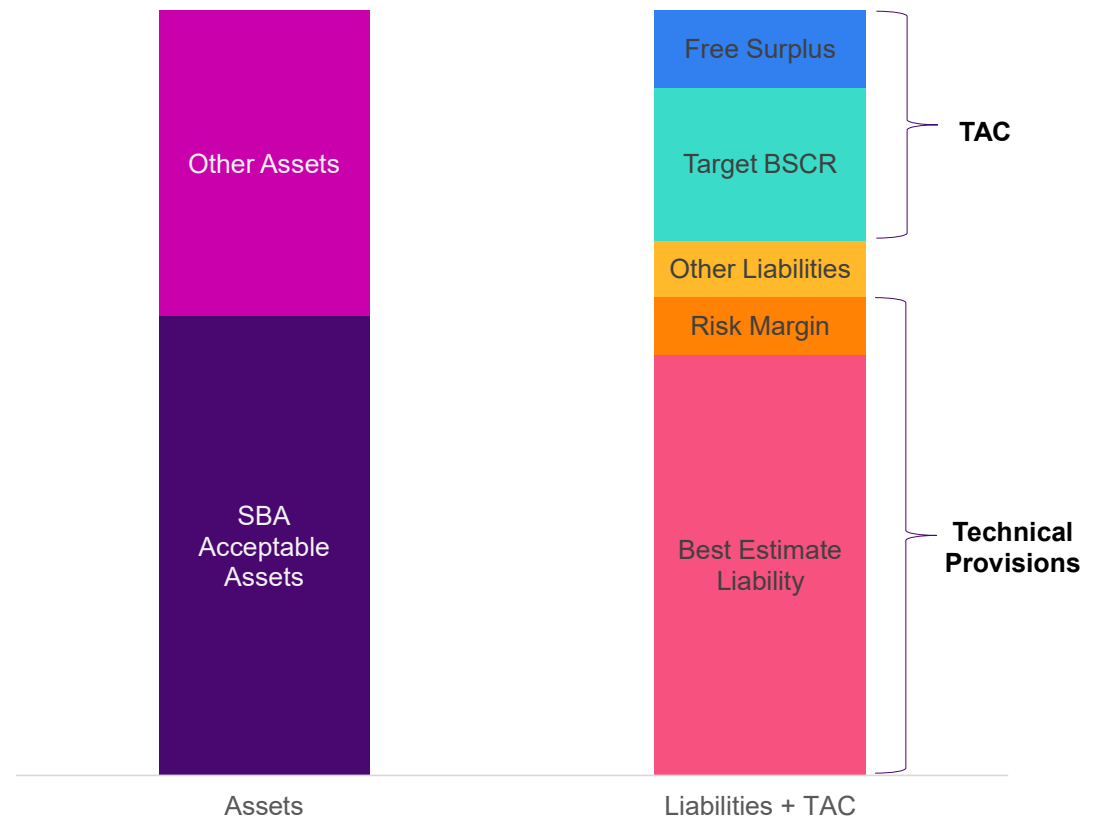 Other Assets
SBA
Acceptable
Assets
Assets
Free Surplus
Target BSCR
Other Liabilities
Risk Margin
Best Estimate
Liability
Liabilities + TAC
TAC
Technical
Provisions